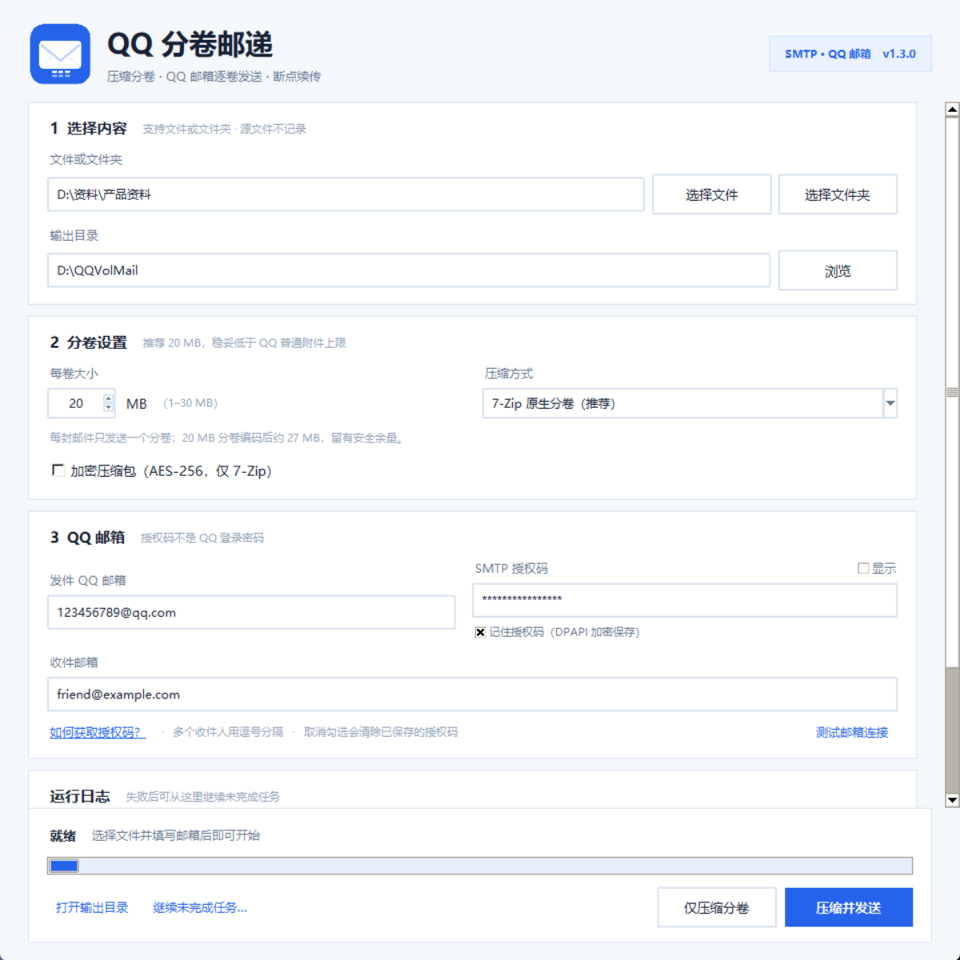 QQ 分卷邮递
压缩分卷 · QQ 邮箱逐卷发送 · 断点续传
SMTP • QQ 邮箱 v1.3.0
1 选择内容 支持文件或文件夹 · 源文件不记录
文件或文件夹
D:\资料\产品资料 选择文件 选择文件夹
输出目录
D:\QQVolMail 浏览
2 分卷设置 推荐 20 MB，稳妥低于 QQ 普通附件上限
每卷大小 压缩方式
20 MB (1–30 MB) 7-Zip 原生分卷（推荐）
每封邮件只发送一个分卷；20 MB 分卷编码后约 27 MB，留有安全余量。
加密压缩包（AES-256，仅 7-Zip）
3 QQ 邮箱 授权码不是 QQ 登录密码
发件 QQ 邮箱 SMTP 授权码 显示
123456789@qq.com ****************
记住授权码（DPAPI 加密保存）
收件邮箱
friend@example.com
如何获取授权码？ · 多个收件人用逗号分隔 · 取消勾选会清除已保存的授权码 测试邮箱连接
运行日志 失败后可从这里继续未完成任务
就绪 选择文件并填写邮箱后即可开始
打开输出目录 继续未完成任务... 仅压缩分卷 压缩并发送